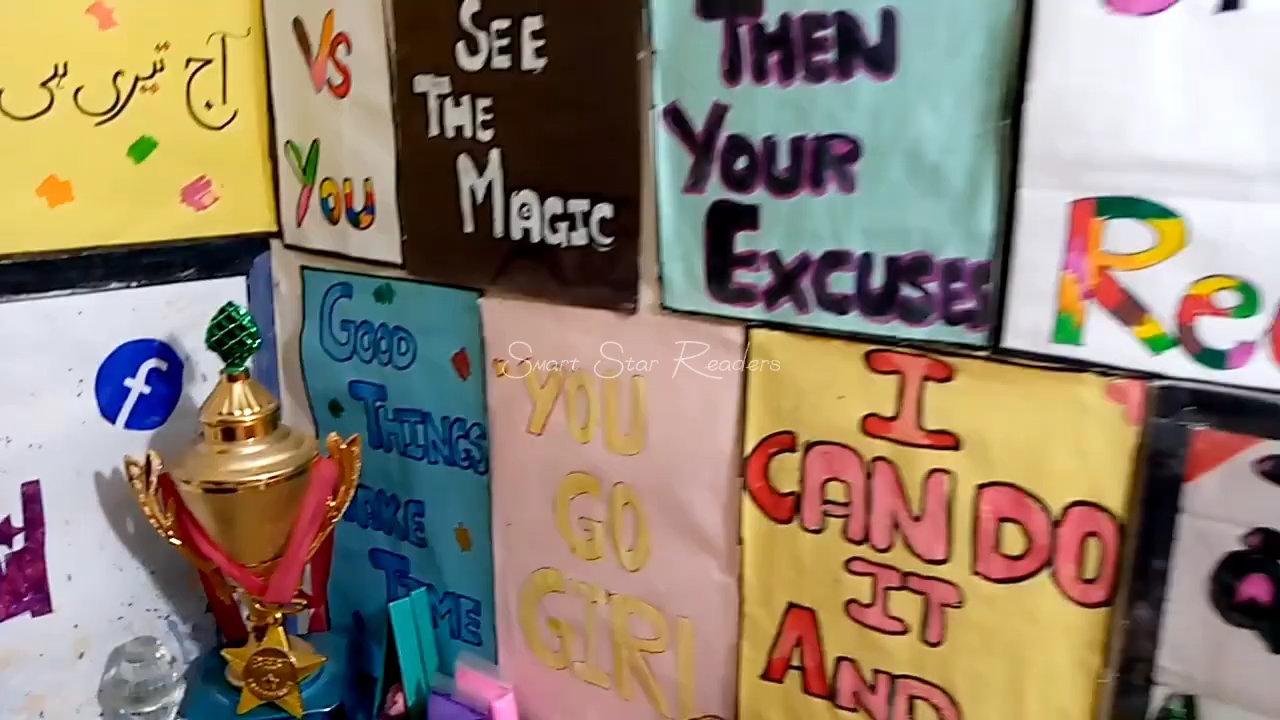 آج تیری ہی
VS
YOU
SEE
THE
MAGIC
THEN
YOUR
EXCUSES
GOOD
THINGS
TAKE
TIME
"YOU
GO
GIRL
I
CAN DO
IT
AND
Smart Star Readers